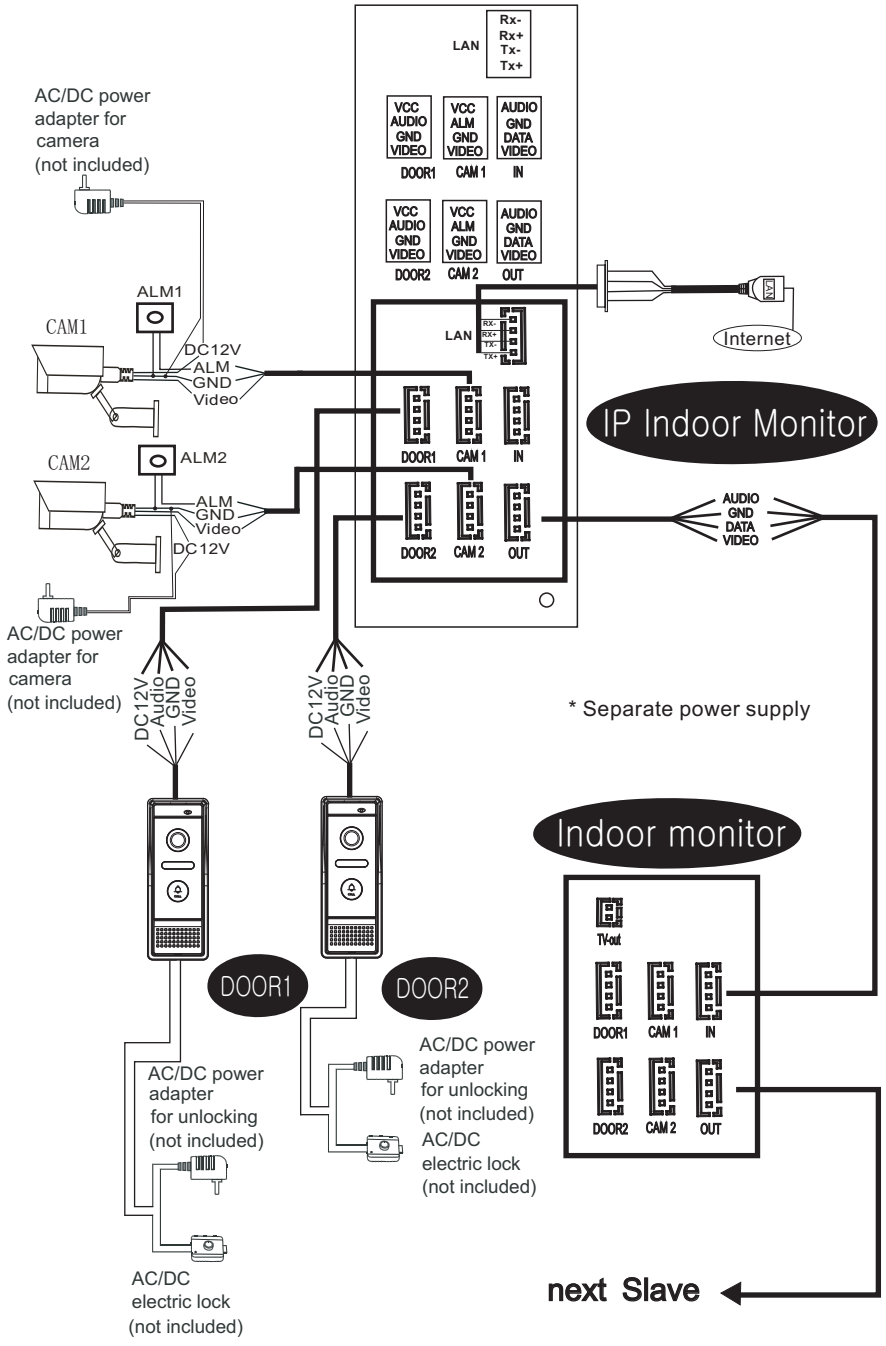 Rx-
Rx+
Tx-
Tx+
LAN
AC/DC power
adapter for
camera
(not included)
VCC
AUDIO
GND
VIDEO
DOOR1
VCC
ALM
GND
VIDEO
CAM 1
AUDIO
GND
DATA
VIDEO
IN
VCC
AUDIO
GND
VIDEO
DOOR2
VCC
ALM
GND
VIDEO
CAM 2
AUDIO
GND
DATA
VIDEO
OUT
ALM1
CAM1
DC12V
ALM
GND
Video
LAN
RX-
RX+
TX-
TX+
LAN
Internet
IP Indoor Monitor
DOOR1
CAM 1
IN
CAM2
ALM2
ALM
GND
Video
DC12V
DOOR2
CAM 2
OUT
AUDIO
GND
DATA
VIDEO
AC/DC power
adapter for
camera
(not included)
DC12V
Audio
GND
Video
DC12V
Audio
GND
Video
* Separate power supply
Indoor monitor
TV-out
DOOR1
CAM 1
IN
DOOR2
CAM 2
OUT
DOOR1
DOOR2
AC/DC power
adapter
for unlocking
(not included)
AC/DC power
adapter
for unlocking
(not included)
AC/DC
electric lock
(not included)
AC/DC
electric lock
(not included)
next Slave